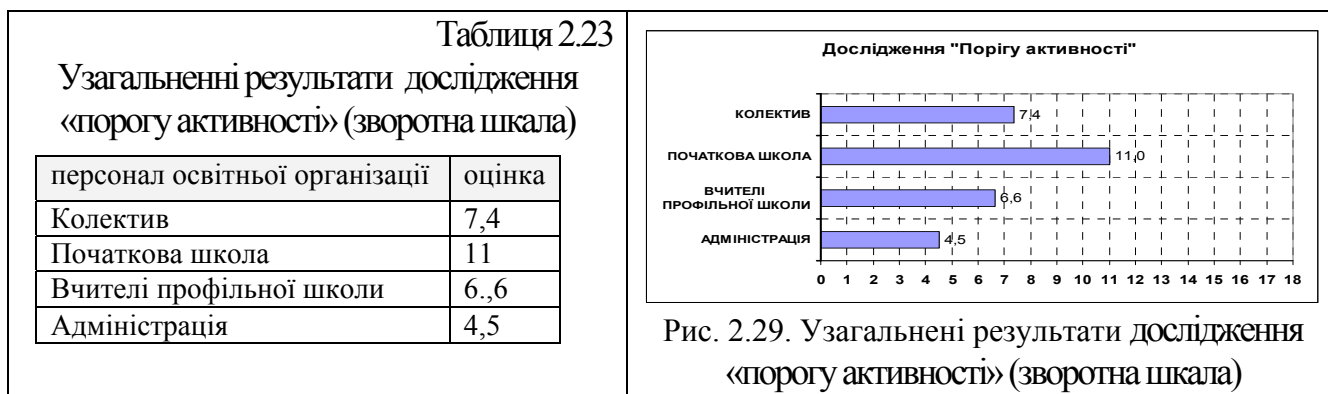 Таблиця 2.23
Узагальненні результати дослідження
«порогу активності» (зворотна шкала)
персонал освітньої організації оцінка
Колектив 7,4
Початкова школа 11
Вчителі профільної школи 6.,6
Адміністрація 4,5
Дослідження "Порігу активності"
КОЛЕКТИВ 7,4
ПОЧАТКОВА ШКОЛА 11,0
ВЧИТЕЛІ
ПРОФІЛЬНОЇ ШКОЛИ 6,6
АДМІНІСТРАЦІЯ 4,5
0 1 2 3 4 5 6 7 8 9 10 11 12 13 14 15 16 17 18
Рис. 2.29. Узагальнені результати дослідження
«порогу активності» (зворотна шкала)